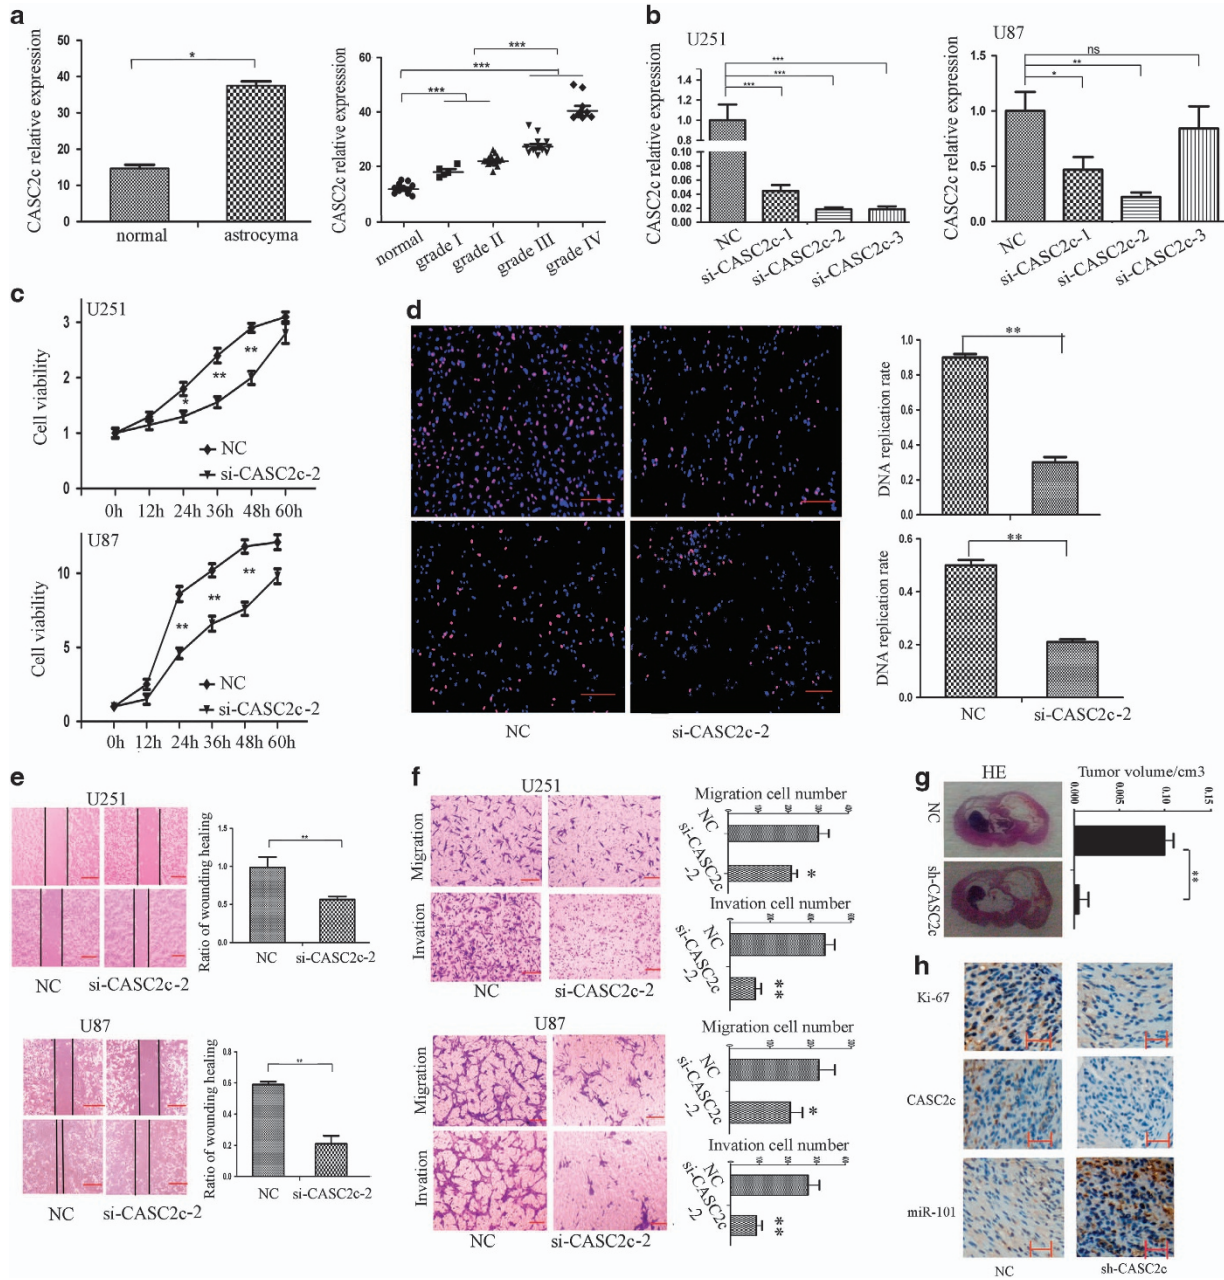 a
CASC2c relative expression
50
40
30
20
10
0
*
normal
astrocyma
CASC2c relative expresssion
60
40
20
0
***
***
***
normal
grade I
grade II
grade III
grade IV
b
U251
CASC2c relative expression
1.4
1.2
1.0
0.8
0.6
0.10
0.08
0.06
0.04
0.02
0.00
***
***
***
NC
si-CASC2c-1
si-CASC2c-2
si-CASC2c-3
U87
CASC2c relative expression
1.5
1.0
0.5
0.0
ns
**
*
NC
si-CASC2c-1
si-CASC2c-2
si-CASC2c-3
c
U251
Cell viability
3
2
1
0
*
**
**
NC
si-CASC2c-2
0h 12h 24h 36h 48h 60h
U87
Cell viability
10
5
0
**
**
**
NC
si-CASC2c-2
0h 12h 24h 36h 48h 60h
d
NC
si-CASC2c-2
DNA replication rate
1.0
0.8
0.6
0.4
0.2
0.0
**
DNA replication rate
0.6
0.4
0.2
0.0
**
NC
si-CASC2c-2
e
U251
NC
si-CASC2c-2
Ratio of wounding healing
1.5
1.0
0.5
0.0
**
NC
si-CASC2c-2
U87
NC
si-CASC2c-2
Ratio of wounding healing
0.8
0.6
0.4
0.2
0.0
**
NC
si-CASC2c-2
f
U251
Migration
Invation
NC
si-CASC2c-2
Migration cell number
NC
si-CASC2c
-2
*
Invation cell number
NC
si-CASC2c
-2
**
U87
Migration
Invation
NC
si-CASC2c-2
Migration cell number
NC
si-CASC2c
-2
*
Invation cell number
NC
si-CASC2c
-2
**
g
HE
NC
sh-CASC2c
Tumor volume/cm3
0.000
0.005
0.10
0.15
**
h
Ki-67
CASC2c
miR-101
NC
sh-CASC2c